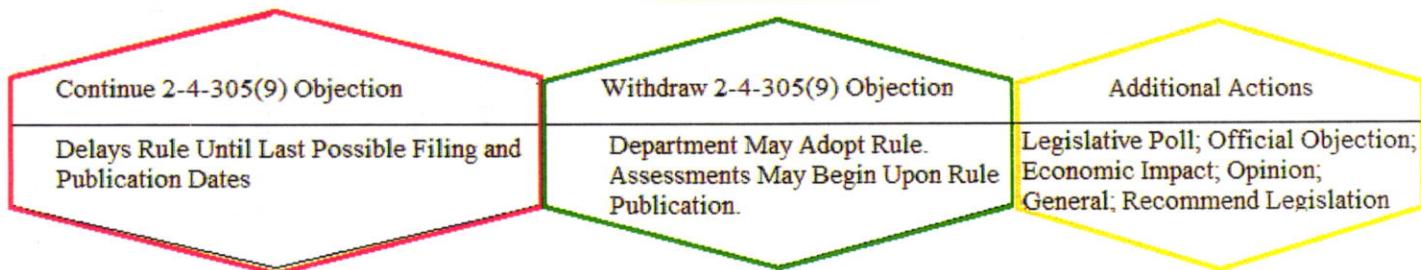 Continue 2-4-305(9) Objection
Delays Rule Until Last Possible Filing and
Publication Dates
Withdraw 2-4-305(9) Objection
Department May Adopt Rule.
Assessments May Begin Upon Rule
Publication.
Additional Actions
Legislative Poll; Official Objection;
Economic Impact; Opinion;
General; Recommend Legislation